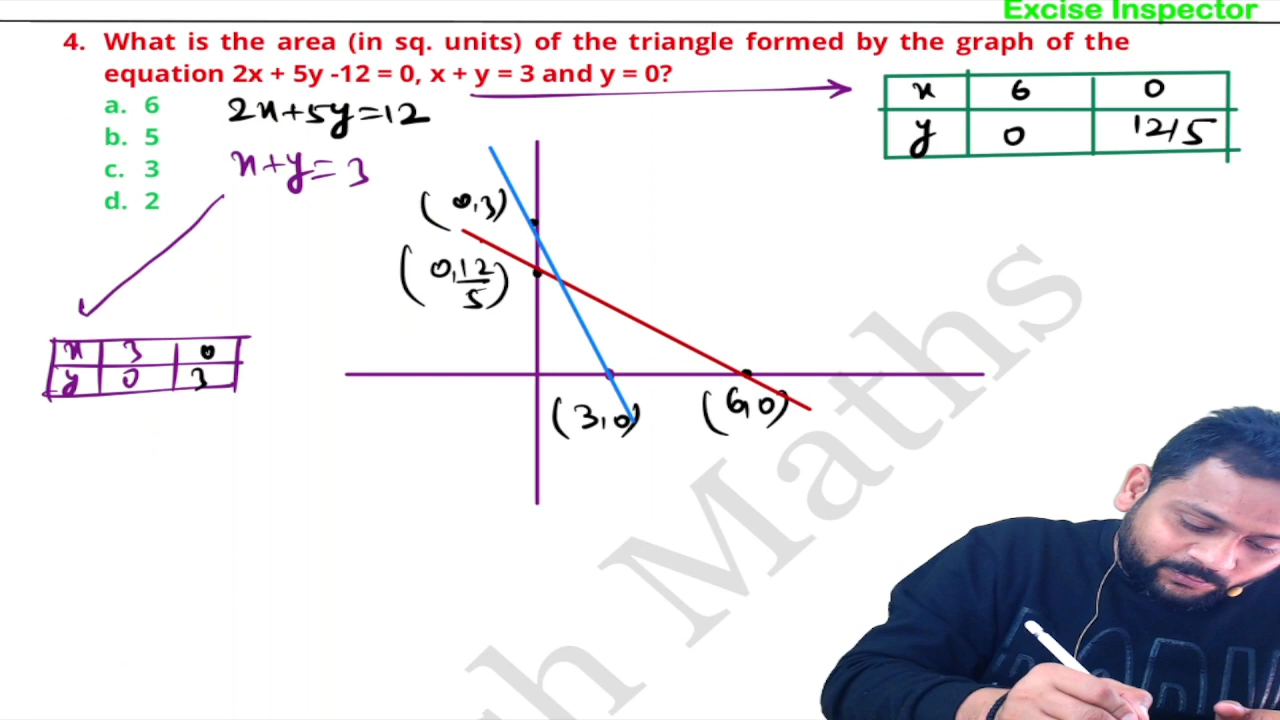 Excise Inspector
4. What is the area (in sq. units) of the triangle formed by the graph of the
equation 2x + 5y -12 = 0, x + y = 3 and y = 0?
a. 6
b. 5
c. 3
d. 2
2x+5y=12
x+y=3
x 6 0
y 0 12/5
(0,3)
(0,12/5)
x 3 0
y 0 3
(3,0)
(6,0)
h Maths